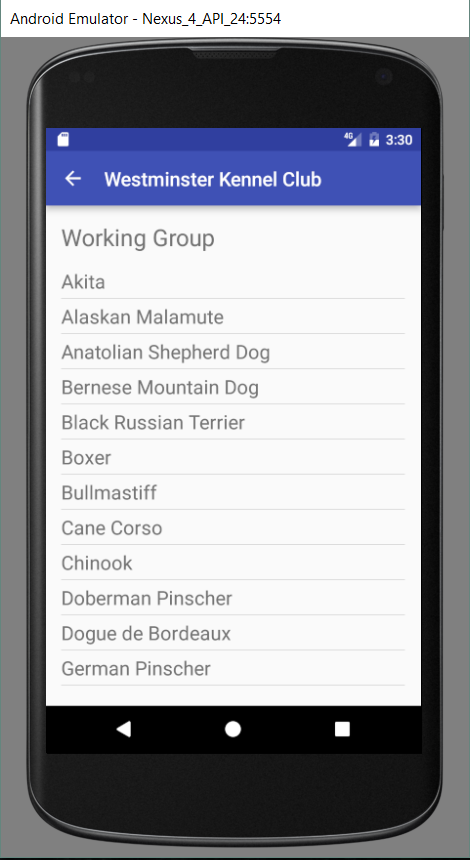 Android Emulator - Nexus_4_API_24:5554
4G 3:30
Westminster Kennel Club
Working Group
Akita
Alaskan Malamute
Anatolian Shepherd Dog
Bernese Mountain Dog
Black Russian Terrier
Boxer
Bullmastiff
Cane Corso
Chinook
Doberman Pinscher
Dogue de Bordeaux
German Pinscher